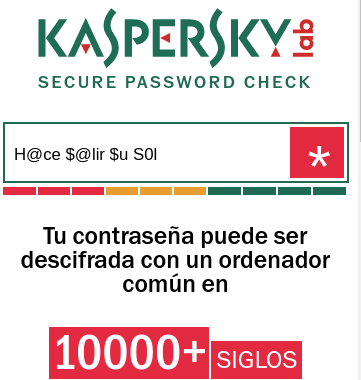 KASPERSKY lab
SECURE PASSWORD CHECK
H@ce $@lir $u S0l
*
Tu contraseña puede ser
descifrada con un ordenador
común en
10000+ SIGLOS